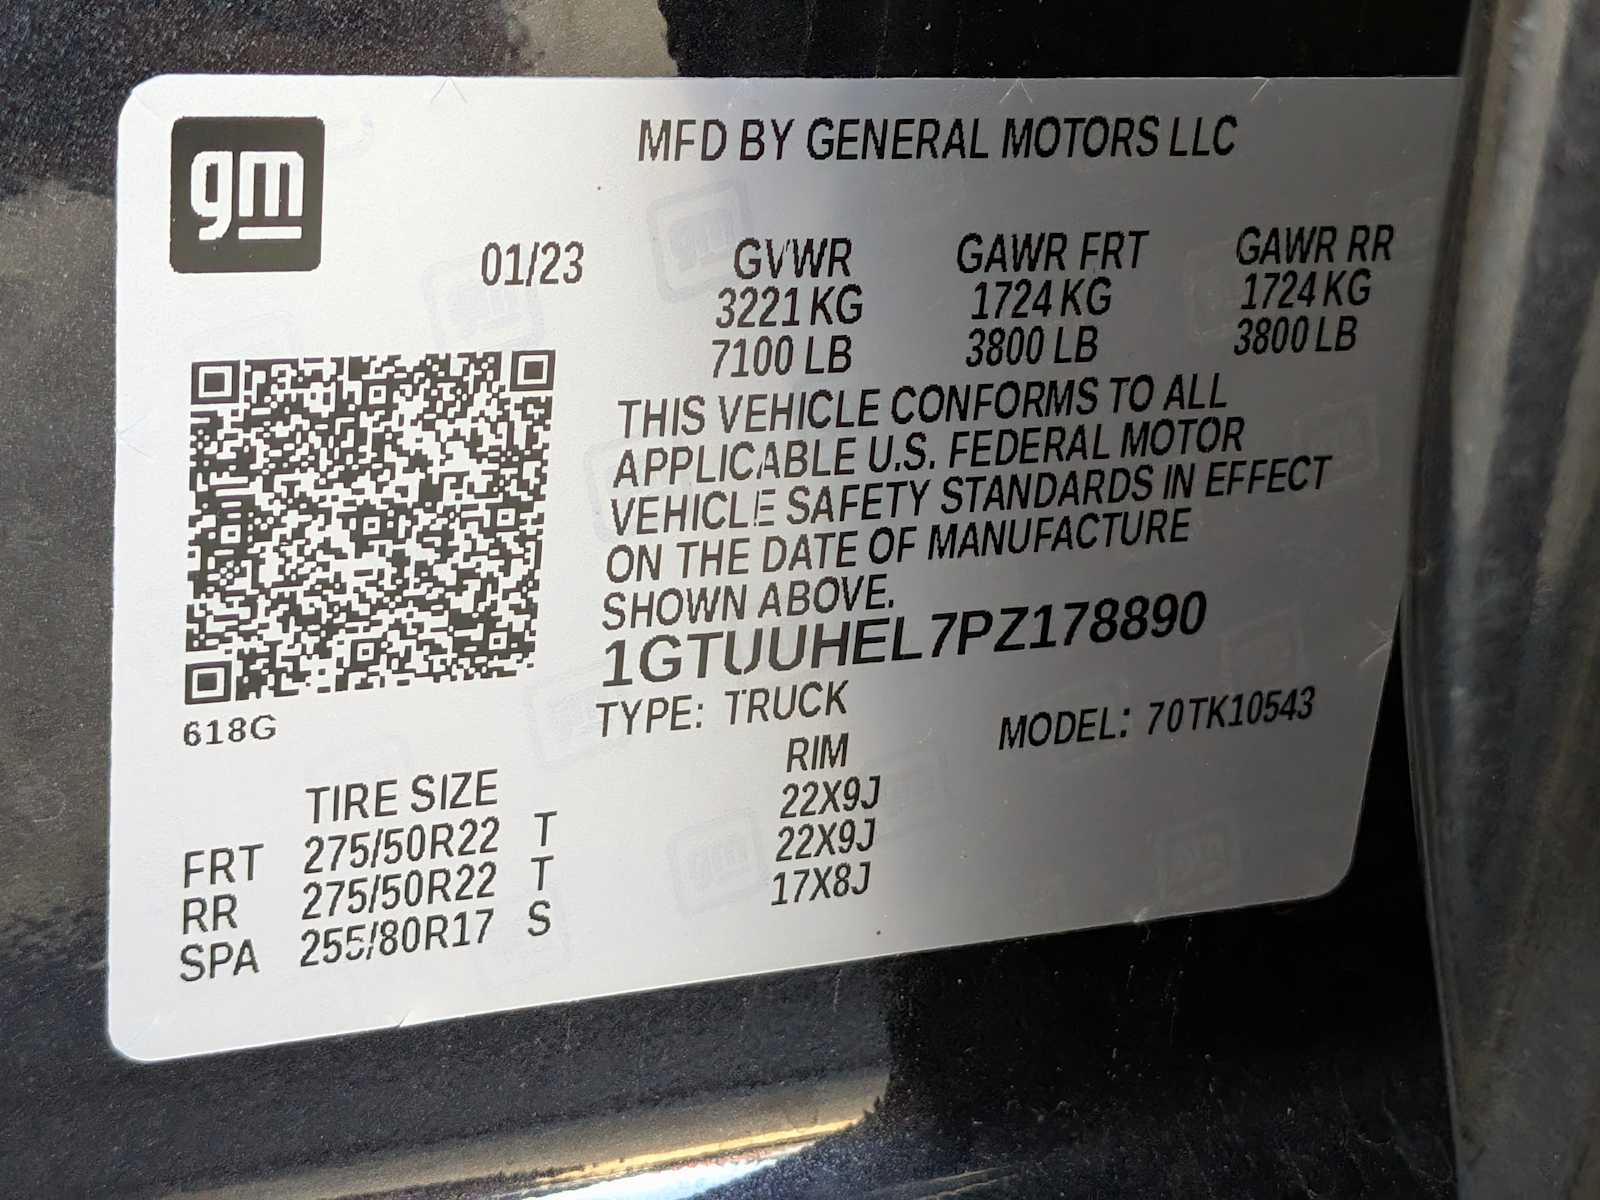 gm
MFD BY GENERAL MOTORS LLC
01/23 GVWR GAWR FRT GAWR RR
3221 KG 1724 KG 1724 KG
7100 LB 3800 LB 3800 LB
THIS VEHICLE CONFORMS TO ALL
APPLICABLE U.S. FEDERAL MOTOR
VEHICLE SAFETY STANDARDS IN EFFECT
ON THE DATE OF MANUFACTURE
SHOWN ABOVE.
1GTUUHEL7PZ178890
618G
TYPE: TRUCK MODEL: 70TK10543
TIRE SIZE RIM
FRT 275/50R22 T 22X9J
RR 275/50R22 T 22X9J
SPA 255/80R17 S 17X8J